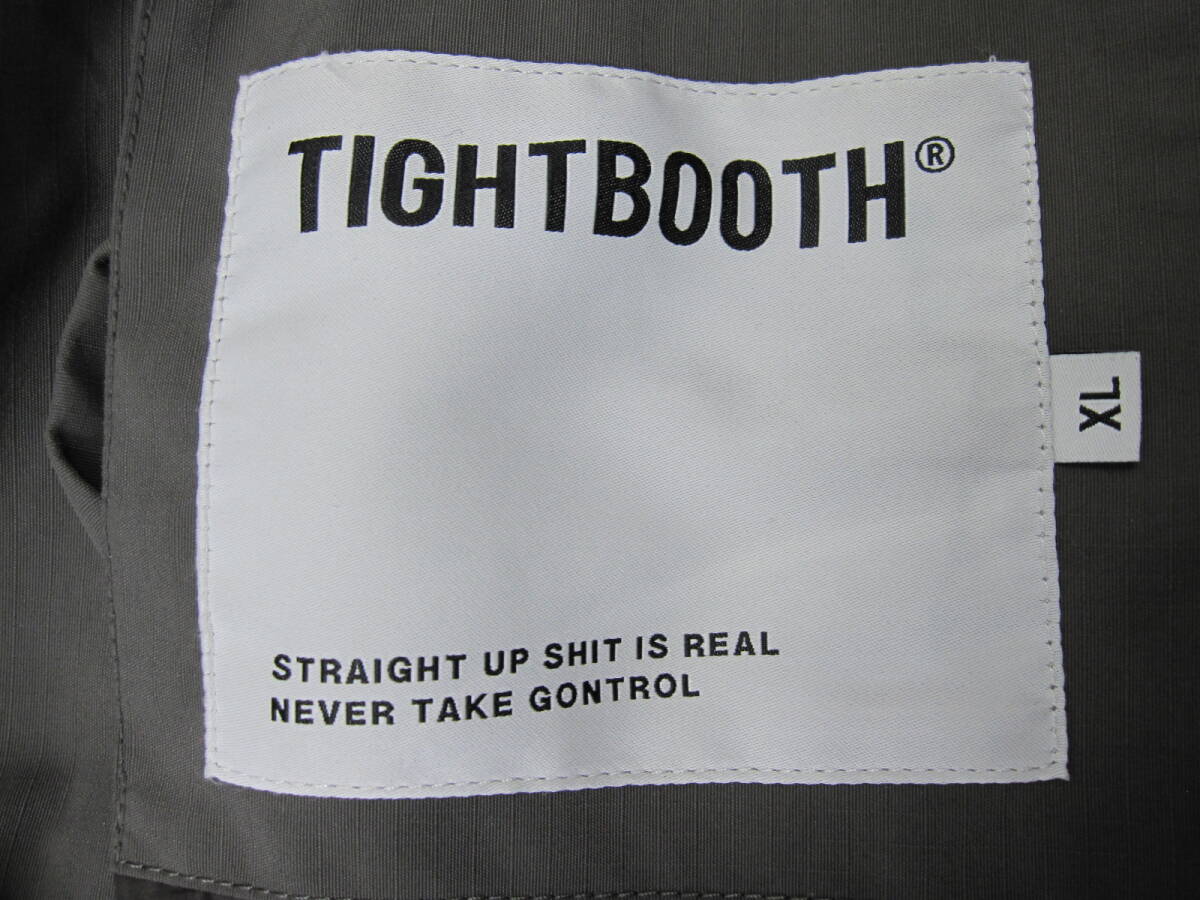 TIGHTBOOTH®
XL
STRAIGHT UP SHIT IS REAL
NEVER TAKE GONTROL